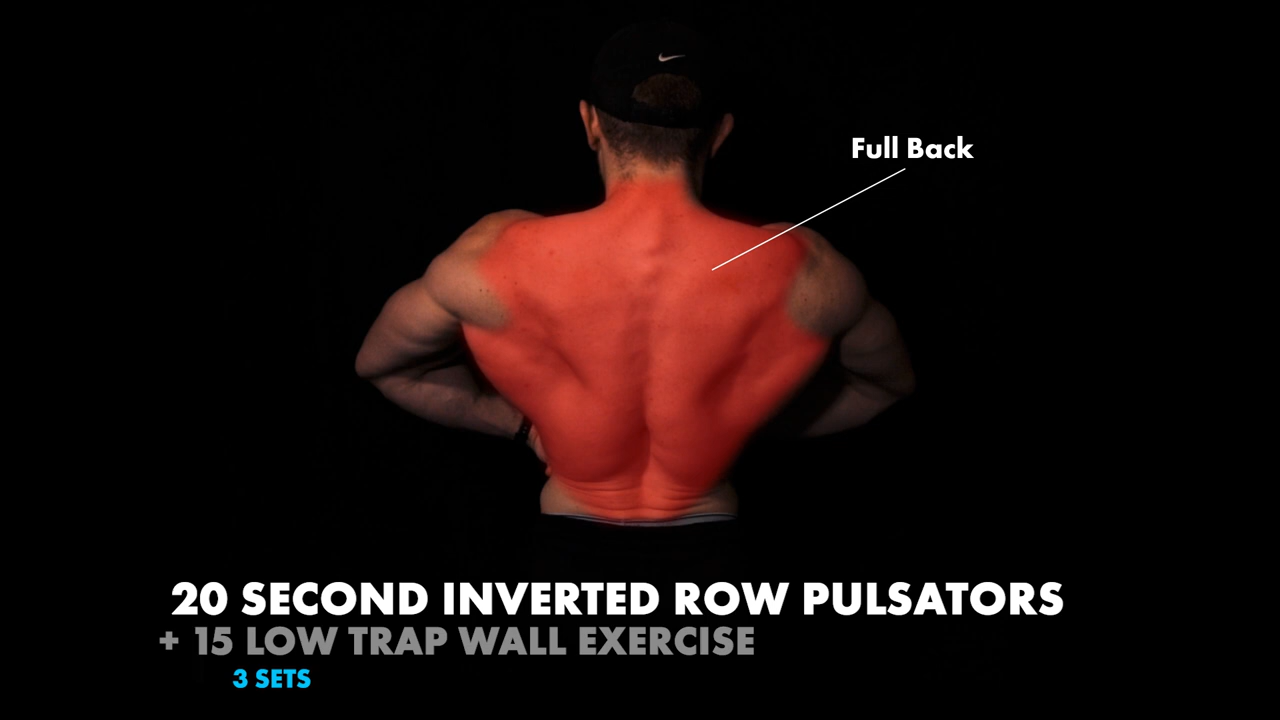 Full Back
20 SECOND INVERTED ROW PULSATORS
+ 15 LOW TRAP WALL EXERCISE
3 SETS